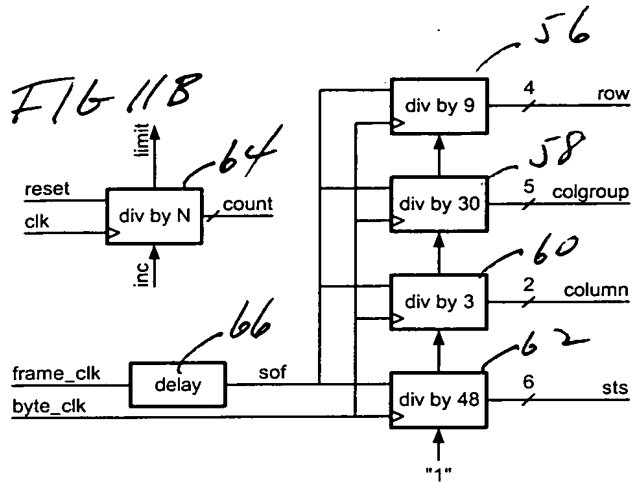 FIG 11B
56
div by 9
4
row
limit
64
reset
clk
div by N
count
inc
58
div by 30
5
colgroup
60
div by 3
2
column
66
frame_clk
delay
sof
byte_clk
62
div by 48
6
sts
"1"